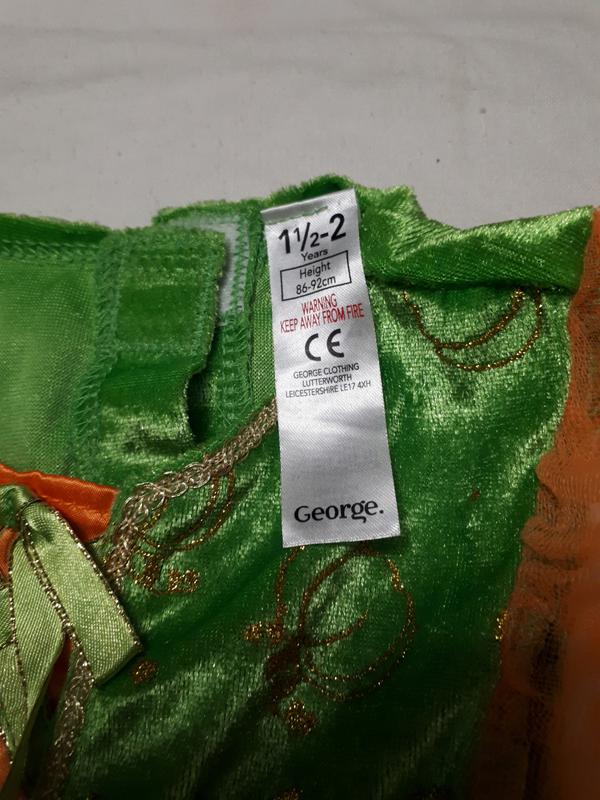 1½-2
Years
Height
86-92cm
WARNING
KEEP AWAY FROM FIRE
CE
GEORGE CLOTHING
LUTTERWORTH
LEICESTERSHIRE LE17 4XH
George.